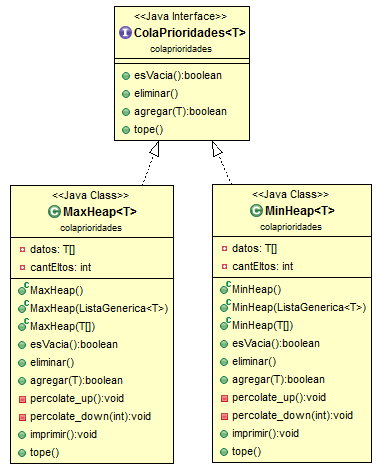 <<Java Interface>>
I ColaPrioridades<T>
colaprioridades
esVacia():boolean
eliminar()
agregar(T):boolean
tope()
<<Java Class>>
C MaxHeap<T>
colaprioridades
datos: T[]
cantEltos: int
C MaxHeap()
C MaxHeap(ListaGenerica<T>)
C MaxHeap(T[])
esVacia():boolean
eliminar()
agregar(T):boolean
percolate_up():void
percolate_down(int):void
imprimir():void
tope()
<<Java Class>>
C MinHeap<T>
colaprioridades
datos: T[]
cantEltos: int
C MinHeap()
C MinHeap(ListaGenerica<T>)
C MinHeap(T[])
esVacia():boolean
eliminar()
agregar(T):boolean
percolate_up():void
percolate_down(int):void
imprimir():void
tope()